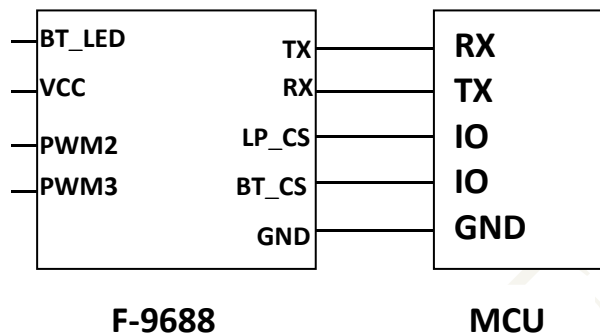 BT_LED
VCC
PWM2
PWM3
TX
RX
LP_CS
BT_CS
GND
RX
TX
IO
IO
GND
F-9688
MCU